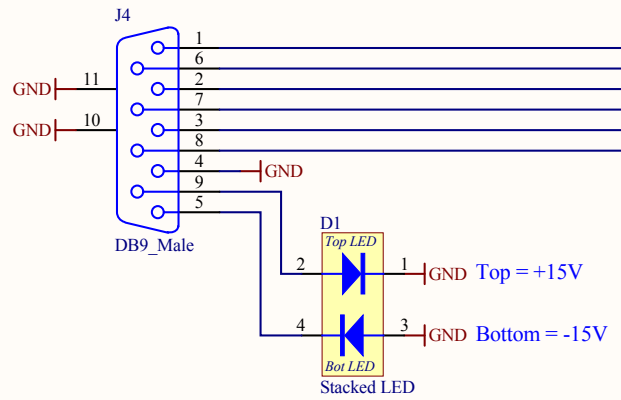 J4
1
6
GND 11
2
7
GND 10
3
8
4 GND
9
5
DB9_Male
D1
Top LED
2 1 GND Top = +15V
4 3 GND Bottom = -15V
Bot LED
Stacked LED